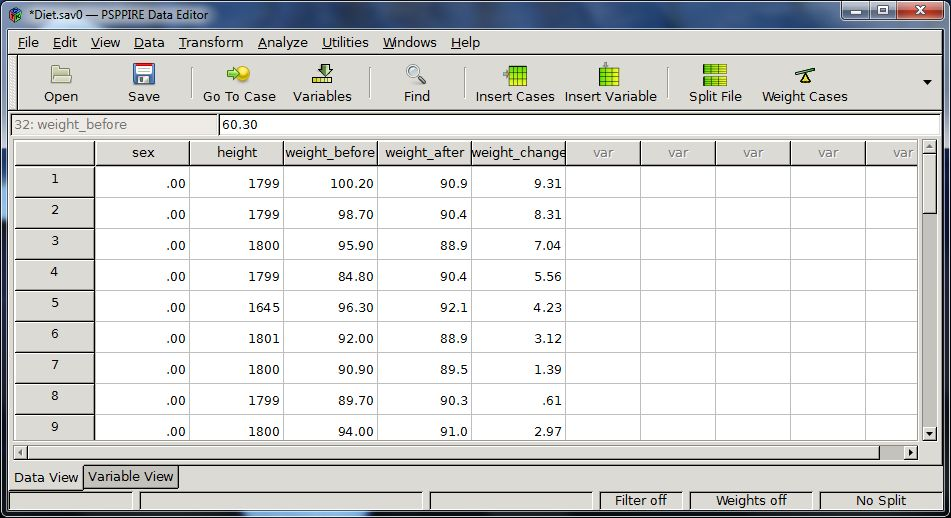 *Diet.sav0 — PSPPIRE Data Editor
File Edit View Data Transform Analyze Utilities Windows Help
Open Save Go To Case Variables Find Insert Cases Insert Variable Split File Weight Cases
32: weight_before 60.30
sex height weight_before weight_after weight_change var var var var var
1 .00 1799 100.20 90.9 9.31
2 .00 1799 98.70 90.4 8.31
3 .00 1800 95.90 88.9 7.04
4 .00 1799 84.80 90.4 5.56
5 .00 1645 96.30 92.1 4.23
6 .00 1801 92.00 88.9 3.12
7 .00 1800 90.90 89.5 1.39
8 .00 1799 89.70 90.3 .61
9 .00 1800 94.00 91.0 2.97
Data View Variable View
Filter off Weights off No Split